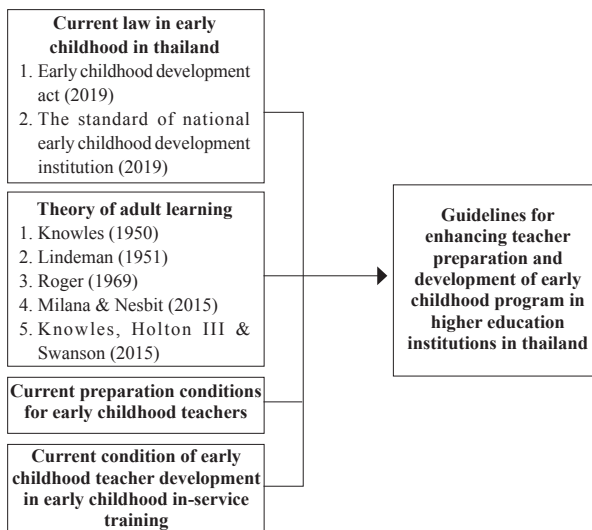 Current law in early
childhood in thailand
1. Early childhood development
act (2019)
2. The standard of national
early childhood development
institution (2019)
Theory of adult learning
1. Knowles (1950)
2. Lindeman (1951)
3. Roger (1969)
4. Milana & Nesbit (2015)
5. Knowles, Holton III &
Swanson (2015)
Current preparation conditions
for early childhood teachers
Current condition of early
childhood teacher development
in early childhood in-service
training
Guidelines for
enhancing teacher
preparation and
development of early
childhood program in
higher education
institutions in thailand